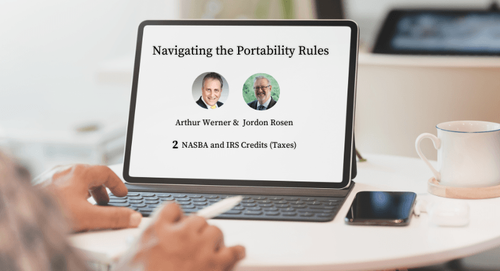 Navigating the Portability Rules
Arthur Werner & Jordon Rosen
2 NASBA and IRS Credits (Taxes)